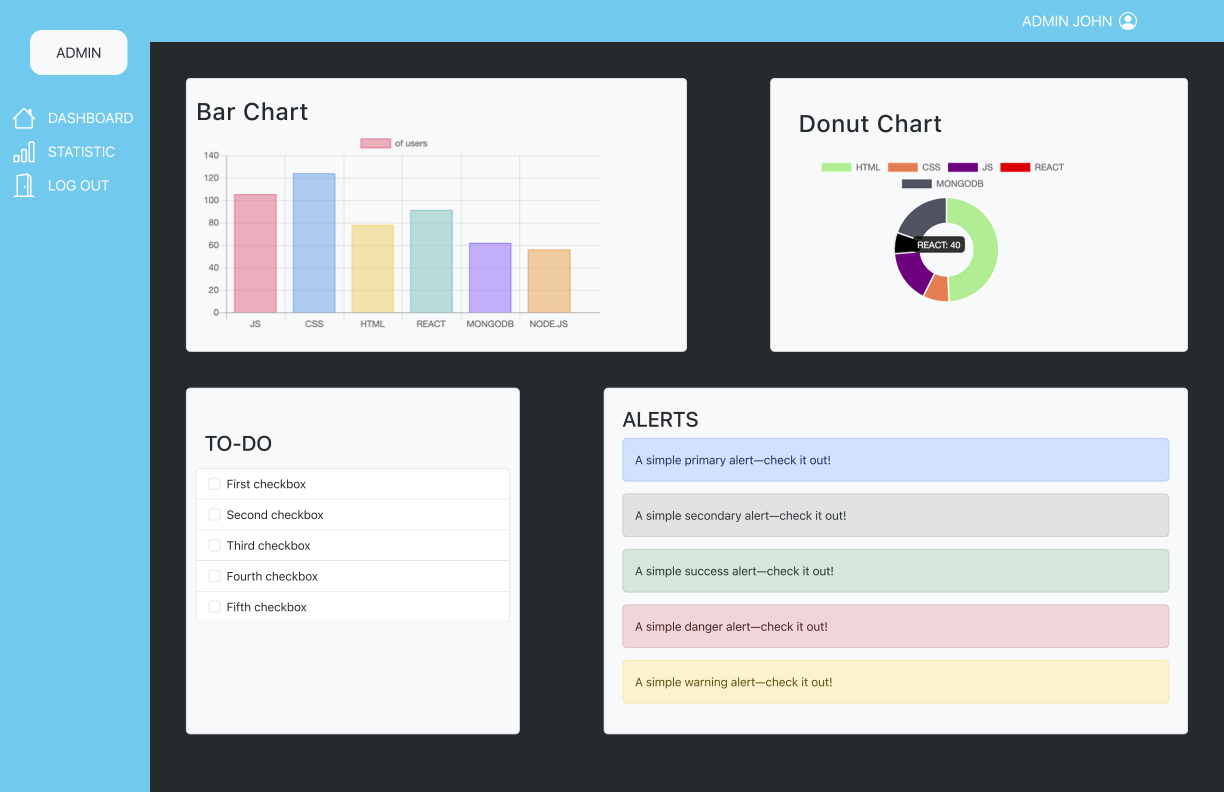 ADMIN JOHN
ADMIN
DASHBOARD
STATISTIC
LOG OUT
Bar Chart
of users
140
120
100
80
60
40
20
0
JS CSS HTML REACT MONGODB NODE.JS
Donut Chart
HTML CSS JS REACT
MONGODB
REACT: 40
TO-DO
First checkbox
Second checkbox
Third checkbox
Fourth checkbox
Fifth checkbox
ALERTS
A simple primary alert—check it out!
A simple secondary alert—check it out!
A simple success alert—check it out!
A simple danger alert—check it out!
A simple warning alert—check it out!